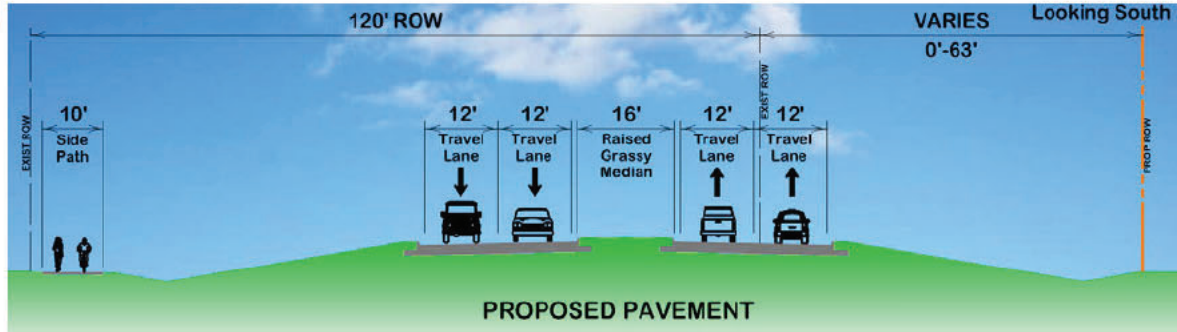 120' ROW
VARIES
Looking South
0'-63'
EXIST ROW
10'
Side
Path
12'
Travel
Lane
12'
Travel
Lane
16'
Raised
Grassy
Median
12'
Travel
Lane
EXIST ROW
12'
Travel
Lane
PROP ROW
PROPOSED PAVEMENT